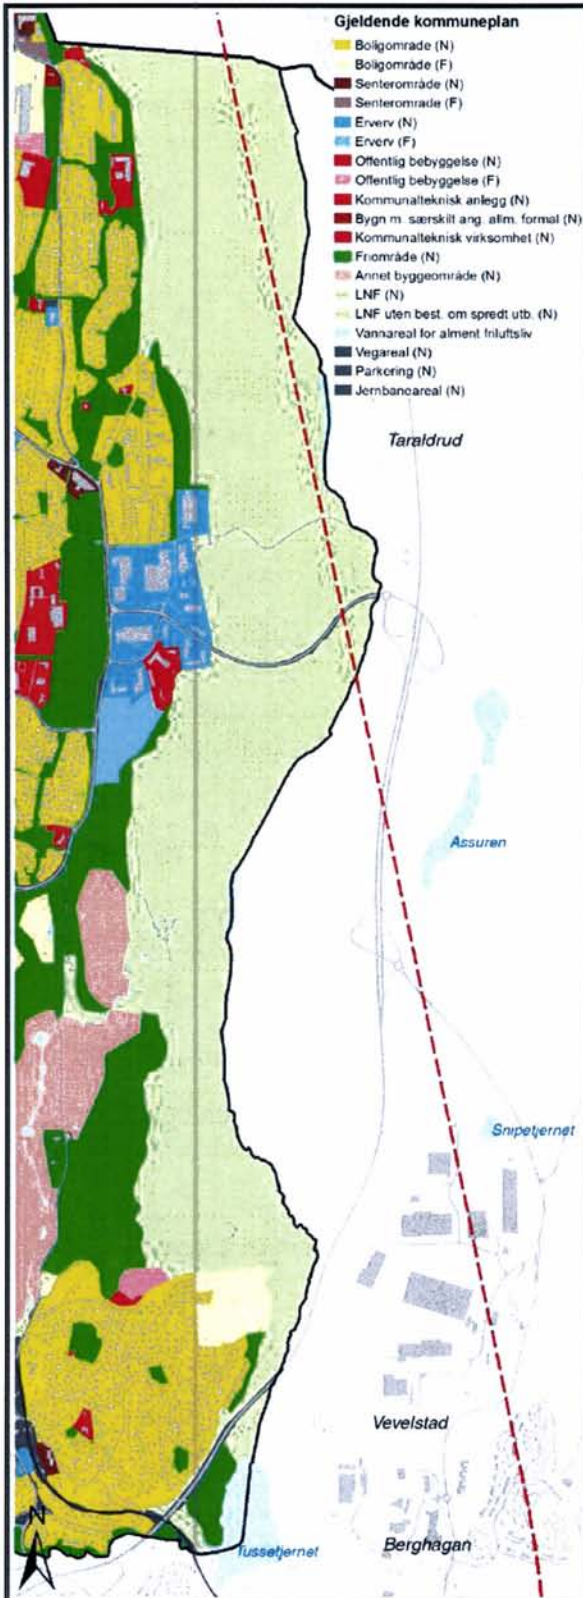 Gjeldende kommuneplan
Boligområde (N)
Boligområde (F)
Senterområde (N)
Senterområde (F)
Erverv (N)
Erverv (F)
Offentlig bebyggelse (N)
Offentlig bebyggelse (F)
Kommunalteknisk anlegg (N)
Bygn m. særskilt ang. allm. formål (N)
Kommunalteknisk virksomhet (N)
Friområde (N)
Annet byggeområde (N)
LNF (N)
LNF uten best. om spredt utb. (N)
Vannareal for alment friluftsliv
Vegareal (N)
Parkering (N)
Jernbaneareal (N)
Taraldrud
Assuren
Snipetjernet
Vevelstad
Berghagan
Tussetjernet
N